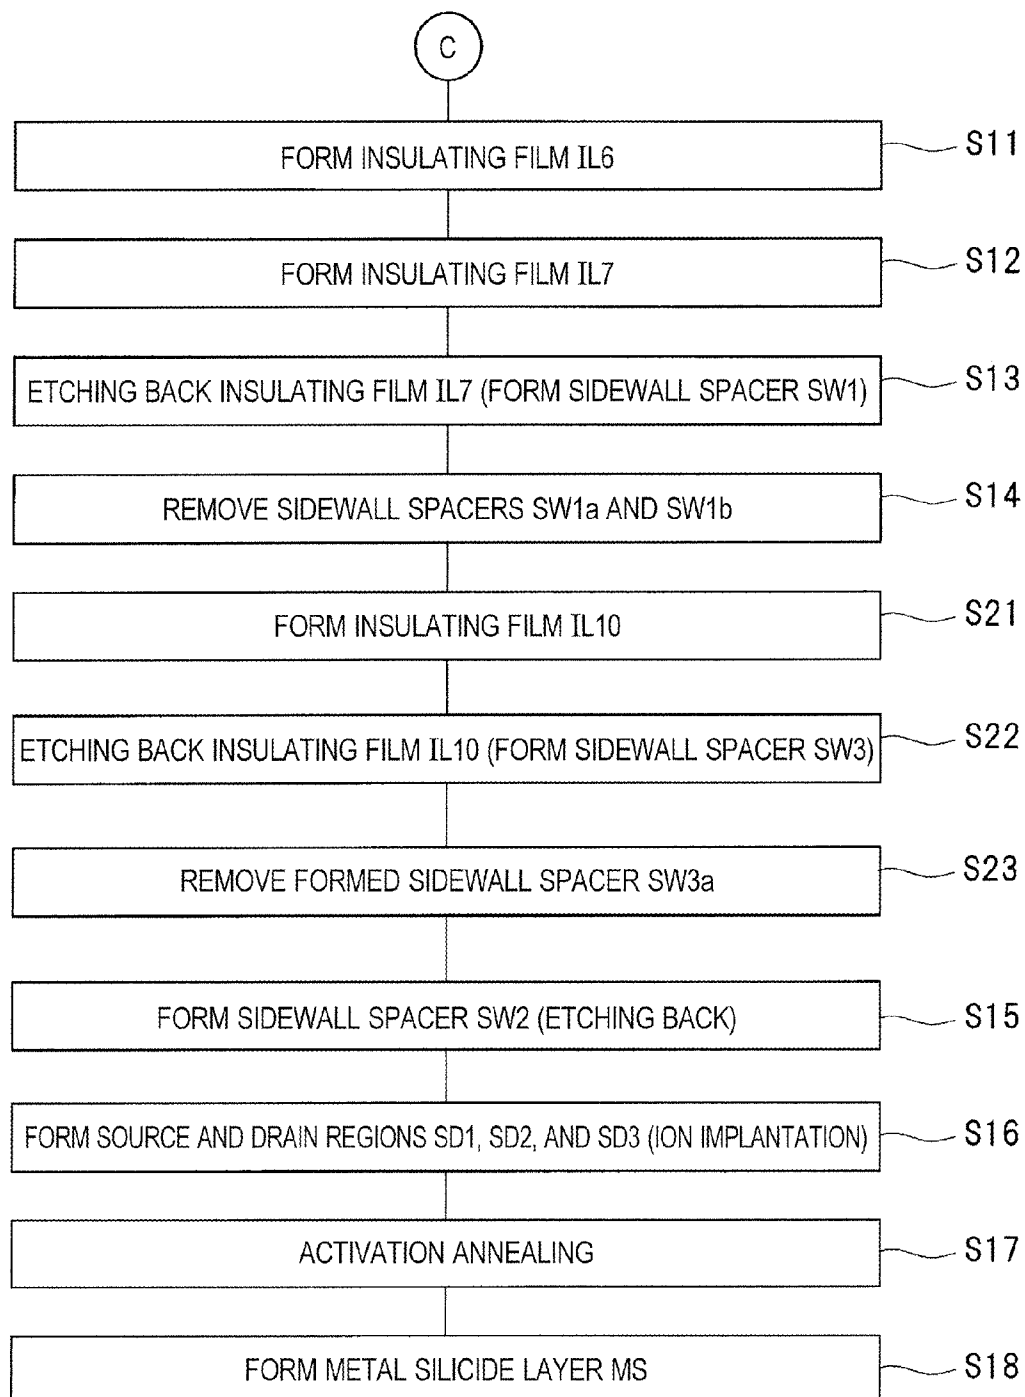 C
FORM INSULATING FILM IL6
S11
FORM INSULATING FILM IL7
S12
ETCHING BACK INSULATING FILM IL7 (FORM SIDEWALL SPACER SW1)
S13
REMOVE SIDEWALL SPACERS SW1a AND SW1b
S14
FORM INSULATING FILM IL10
S21
ETCHING BACK INSULATING FILM IL10 (FORM SIDEWALL SPACER SW3)
S22
REMOVE FORMED SIDEWALL SPACER SW3a
S23
FORM SIDEWALL SPACER SW2 (ETCHING BACK)
S15
FORM SOURCE AND DRAIN REGIONS SD1, SD2, AND SD3 (ION IMPLANTATION)
S16
ACTIVATION ANNEALING
S17
FORM METAL SILICIDE LAYER MS
S18